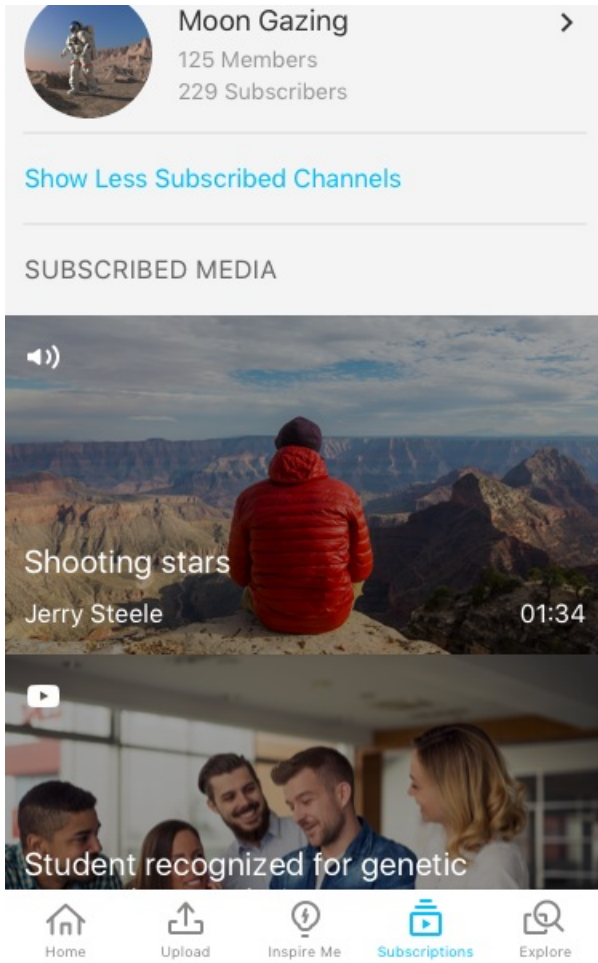 Moon Gazing
125 Members
229 Subscribers
Show Less Subscribed Channels
SUBSCRIBED MEDIA
Shooting stars
Jerry Steele
01:34
Student recognized for genetic
Home
Upload
Inspire Me
Subscriptions
Explore